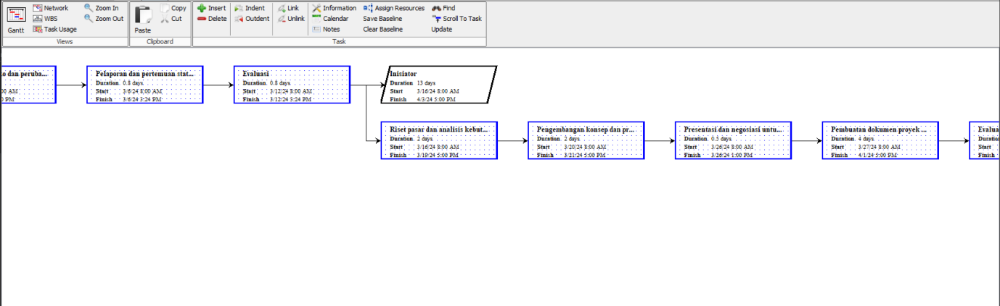 Network
Zoom In
Copy
Insert
Indent
Link
Information
Assign Resources
Find
WBS
Zoom Out
Cut
Delete
Outdent
Unlink
Calendar
Save Baseline
Scroll To Task
Gantt
Task Usage
Paste
Notes
Clear Baseline
Update
Views
Clipboard
Task
o dan peruba...
00 AM
0 PM
Pelaporan dan pertemuan stat...
Duration 0.8 days
Start 3/6/24 8:00 AM
Finish 3/6/24 3:24 PM
Evaluasi
Duration 0.8 days
Start 3/12/24 8:00 AM
Finish 3/12/24 3:24 PM
Inisiator
Duration 13 days
Start 3/16/24 8:00 AM
Finish 4/3/24 5:00 PM
Riset pasar dan analisis kebut...
Duration 2 days
Start 3/16/24 8:00 AM
Finish 3/19/24 5:00 PM
Pengembangan konsep dan pr...
Duration 2 days
Start 3/20/24 8:00 AM
Finish 3/21/24 5:00 PM
Presentasi dan negosiasi untu...
Duration 0.5 days
Start 3/26/24 8:00 AM
Finish 3/26/24 1:00 PM
Pembuatan dokumen proyek ...
Duration 4 days
Start 3/27/24 8:00 AM
Finish 4/1/24 5:00 PM
Evalua
Duratio
Start
Finish